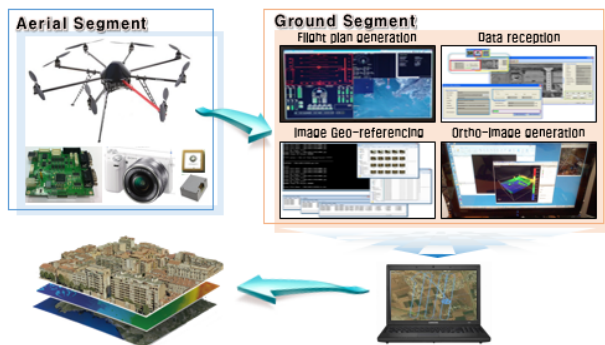 Aerial Segment
Ground Segment
Flight plan generation
Data reception
Image Geo-referencing
Ortho-image generation